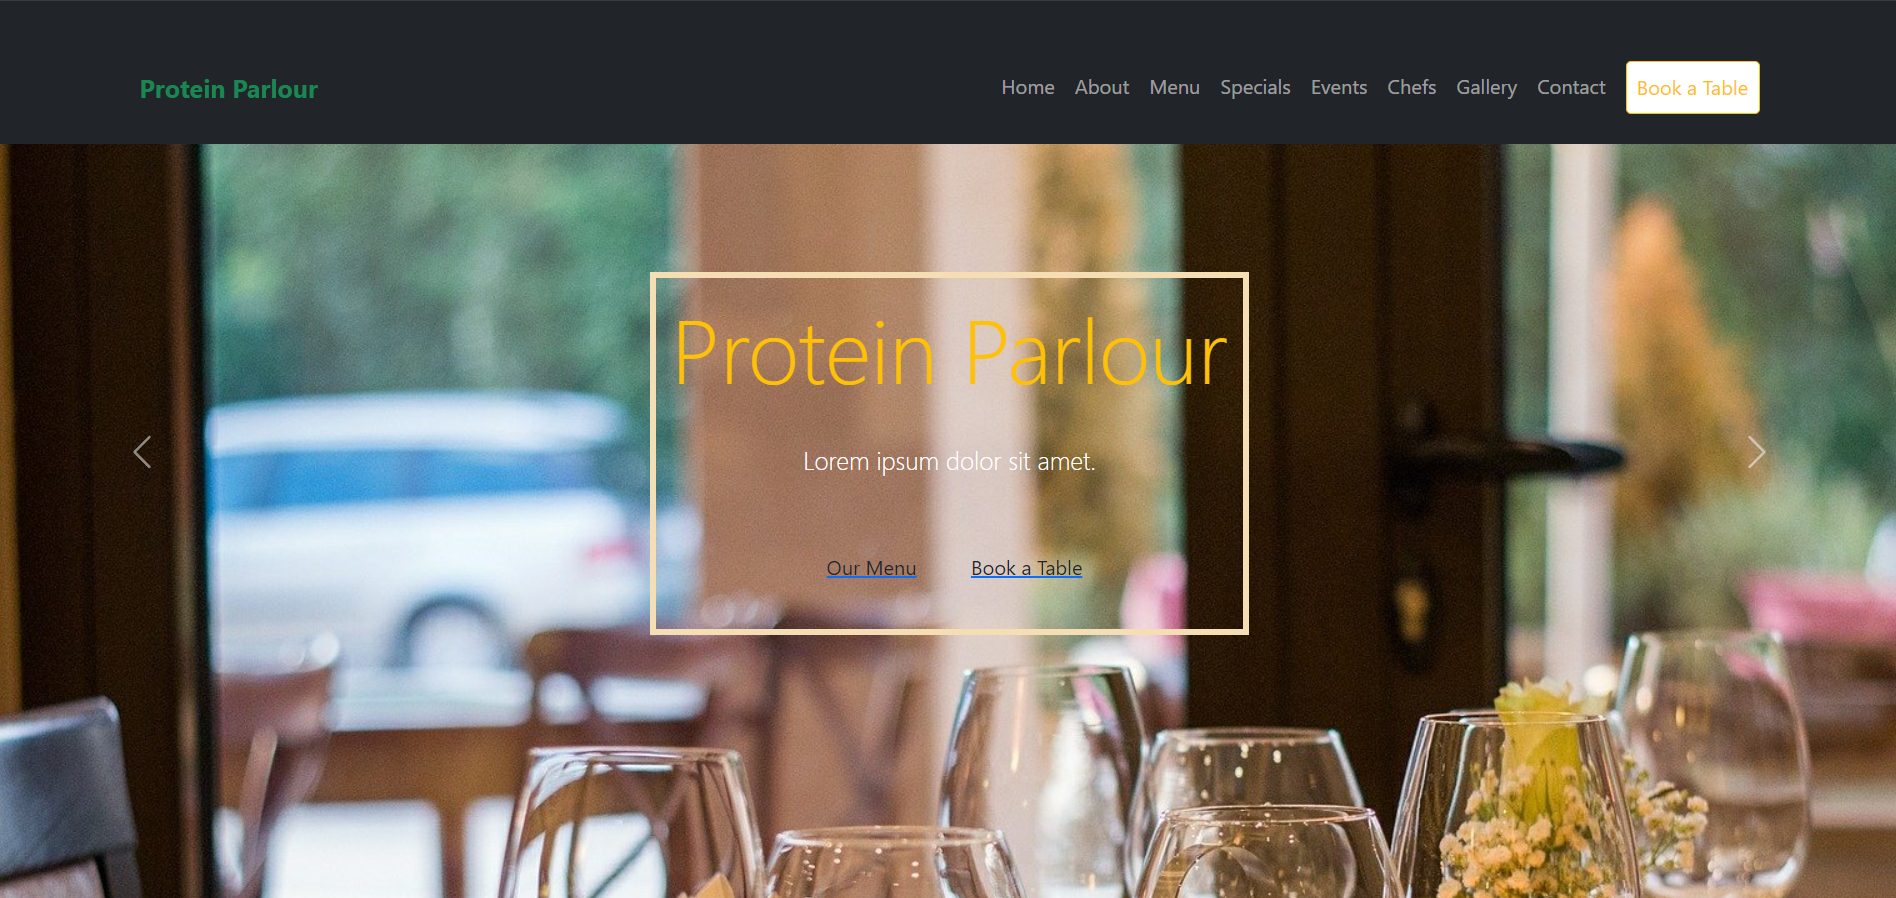 Protein Parlour
Home About Menu Specials Events Chefs Gallery Contact Book a Table
Protein Parlour
Lorem ipsum dolor sit amet.
Our Menu Book a Table